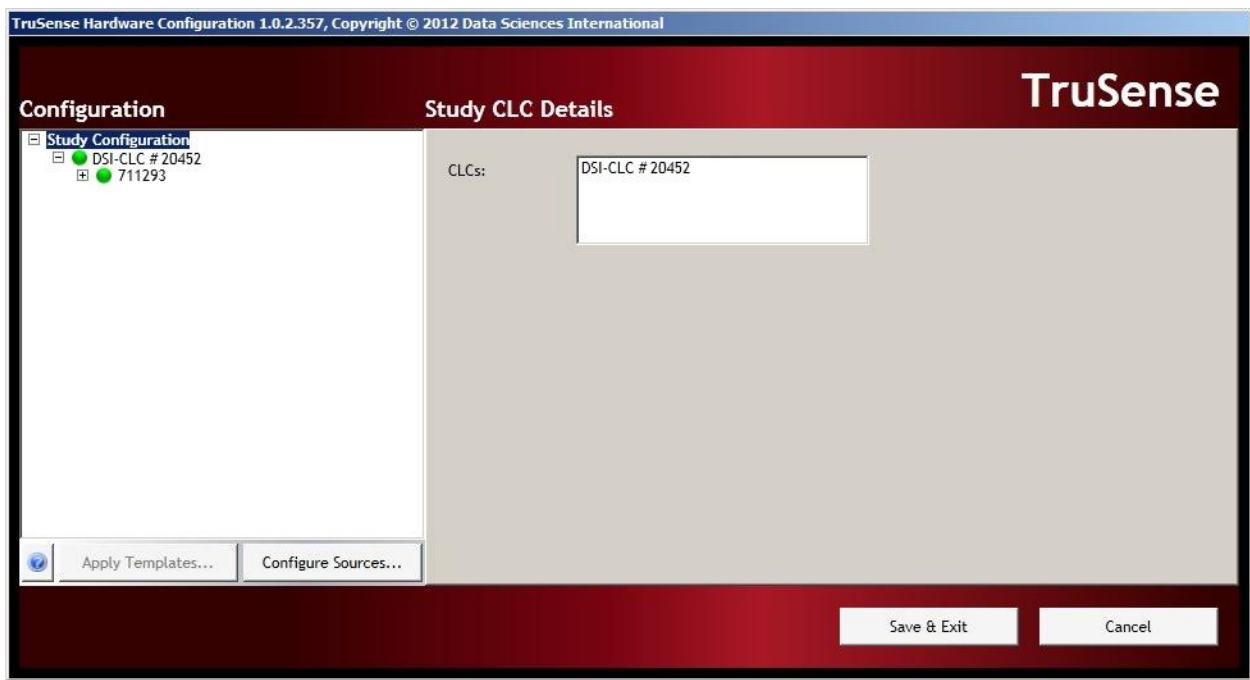 TruSense Hardware Configuration 1.0.2.357, Copyright © 2012 Data Sciences International
TruSense
Configuration
Study CLC Details
Study Configuration
DSI-CLC # 20452
711293
CLCs:
DSI-CLC # 20452
Apply Templates...
Configure Sources...
Save & Exit
Cancel